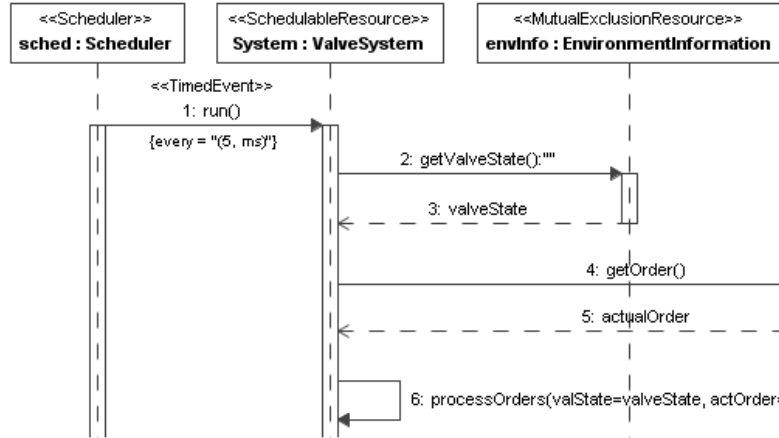 <<Scheduler>>
sched : Scheduler
<<SchedulableResource>>
System : ValveSystem
<<MutualExclusionResource>>
envInfo : EnvironmentInformation
<<TimedEvent>>
1: run()
{every = "(5, ms)"}
2: getValveState():""
3: valveState
4: getOrder()
5: actualOrder
6: processOrders(valState=valveState, actOrder=